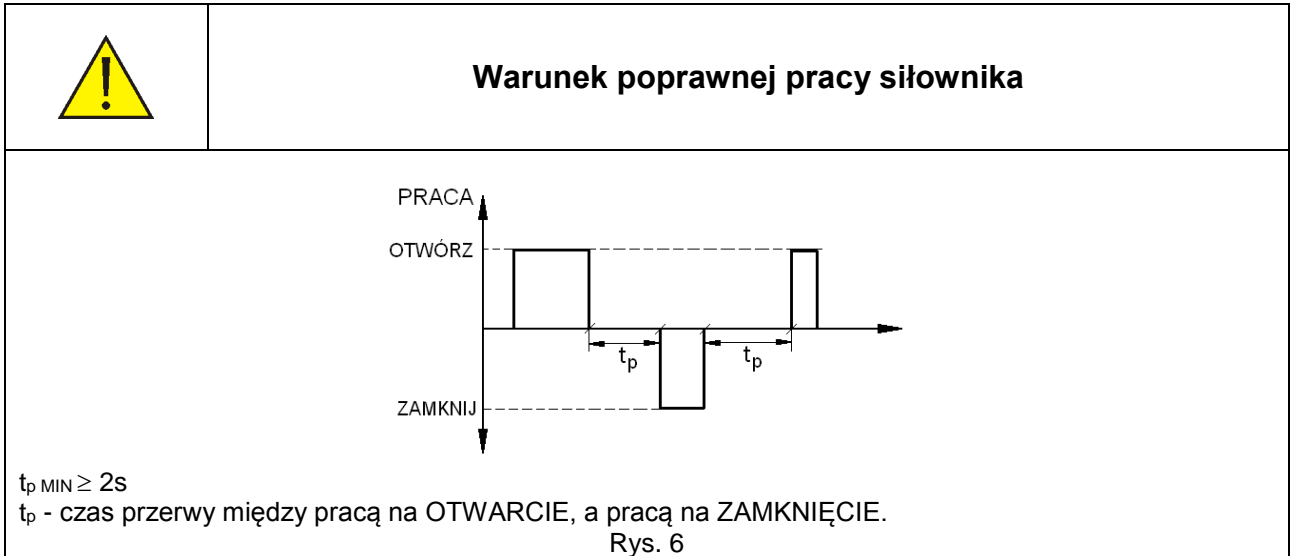 Warunek poprawnej pracy siłownika
PRACA
OTWÓRZ
tp
tp
ZAMKNIJ
tp MIN ≥ 2s
tp - czas przerwy między pracą na OTWARCIE, a pracą na ZAMKNIĘCIE.
Rys. 6